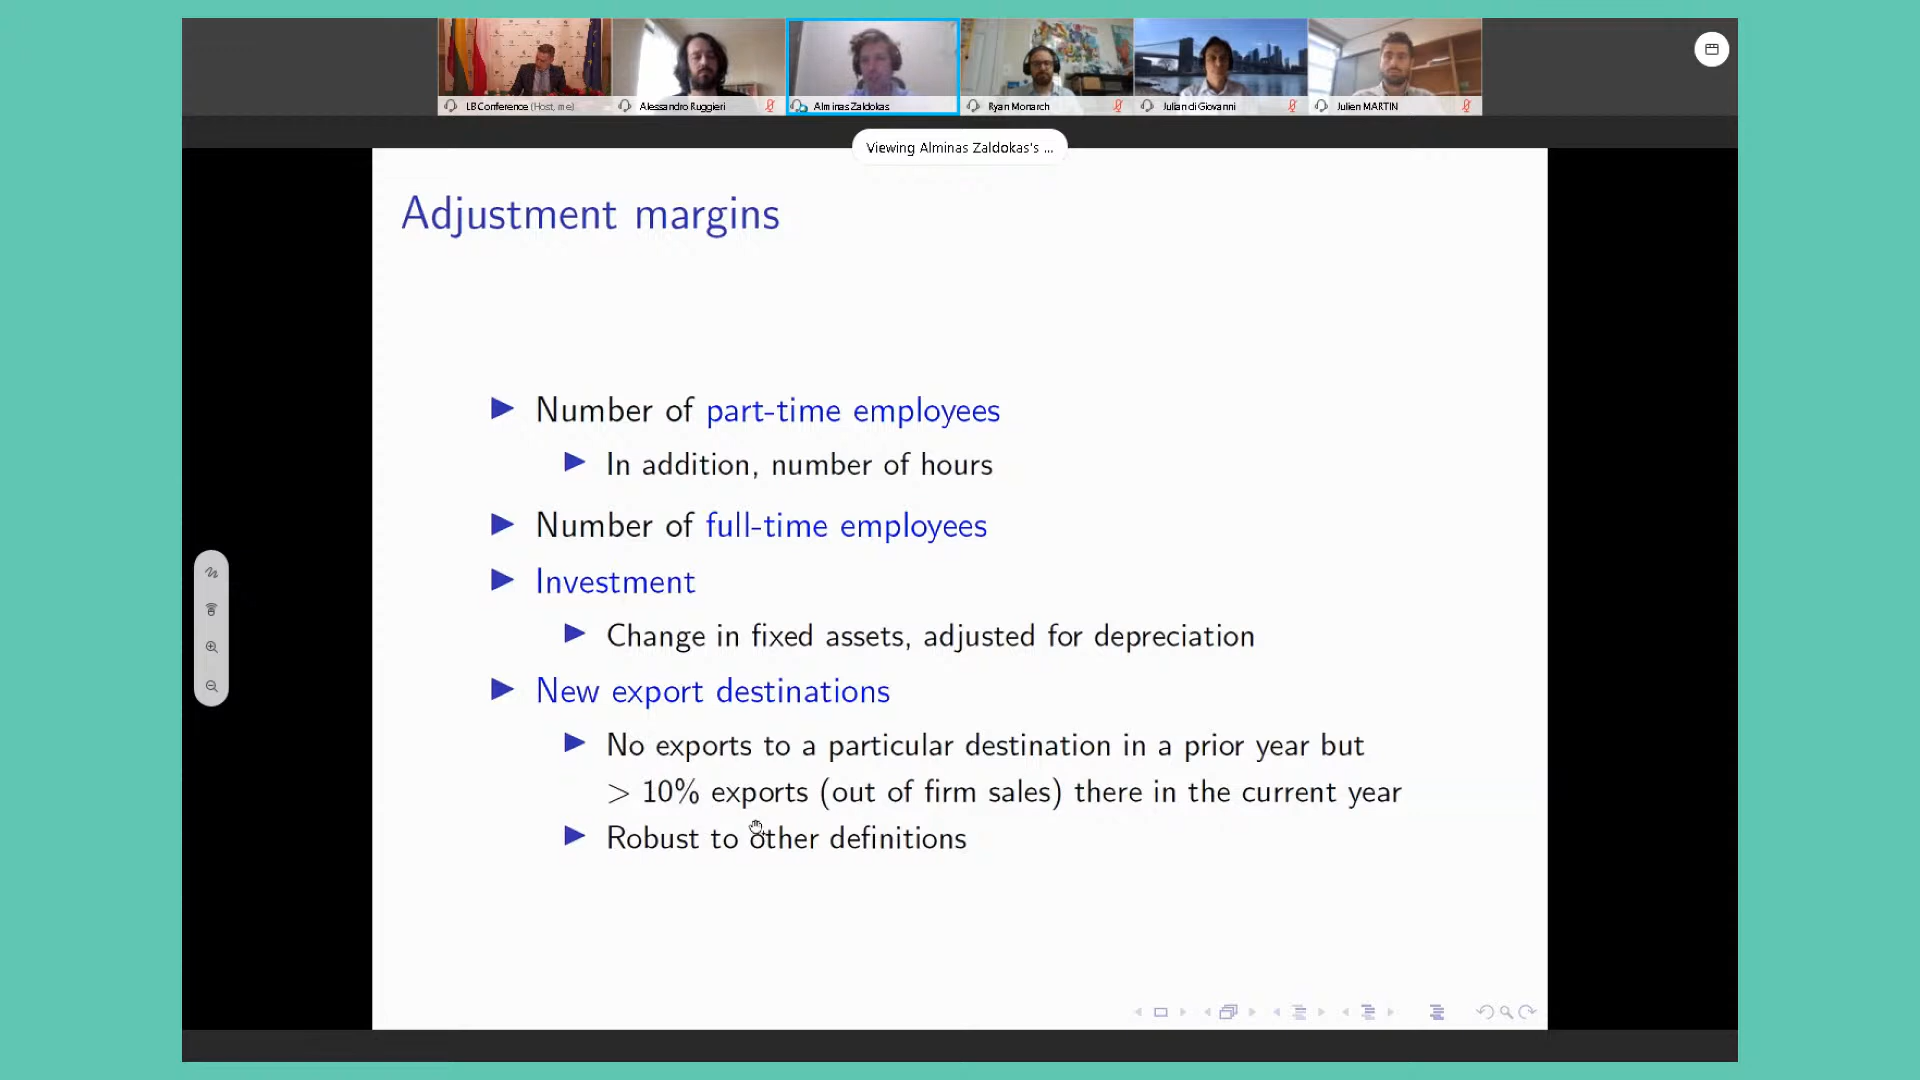 LB Conference (Host, me)
Alessandro Ruggieri
Alminas Zaldokas
Ryan Monarch
Julian di Giovanni
Julien MARTIN
Viewing Alminas Zaldokas's ...
Adjustment margins
Number of part-time employees
In addition, number of hours
Number of full-time employees
Investment
Change in fixed assets, adjusted for depreciation
New export destinations
No exports to a particular destination in a prior year but
> 10% exports (out of firm sales) there in the current year
Robust to other definitions